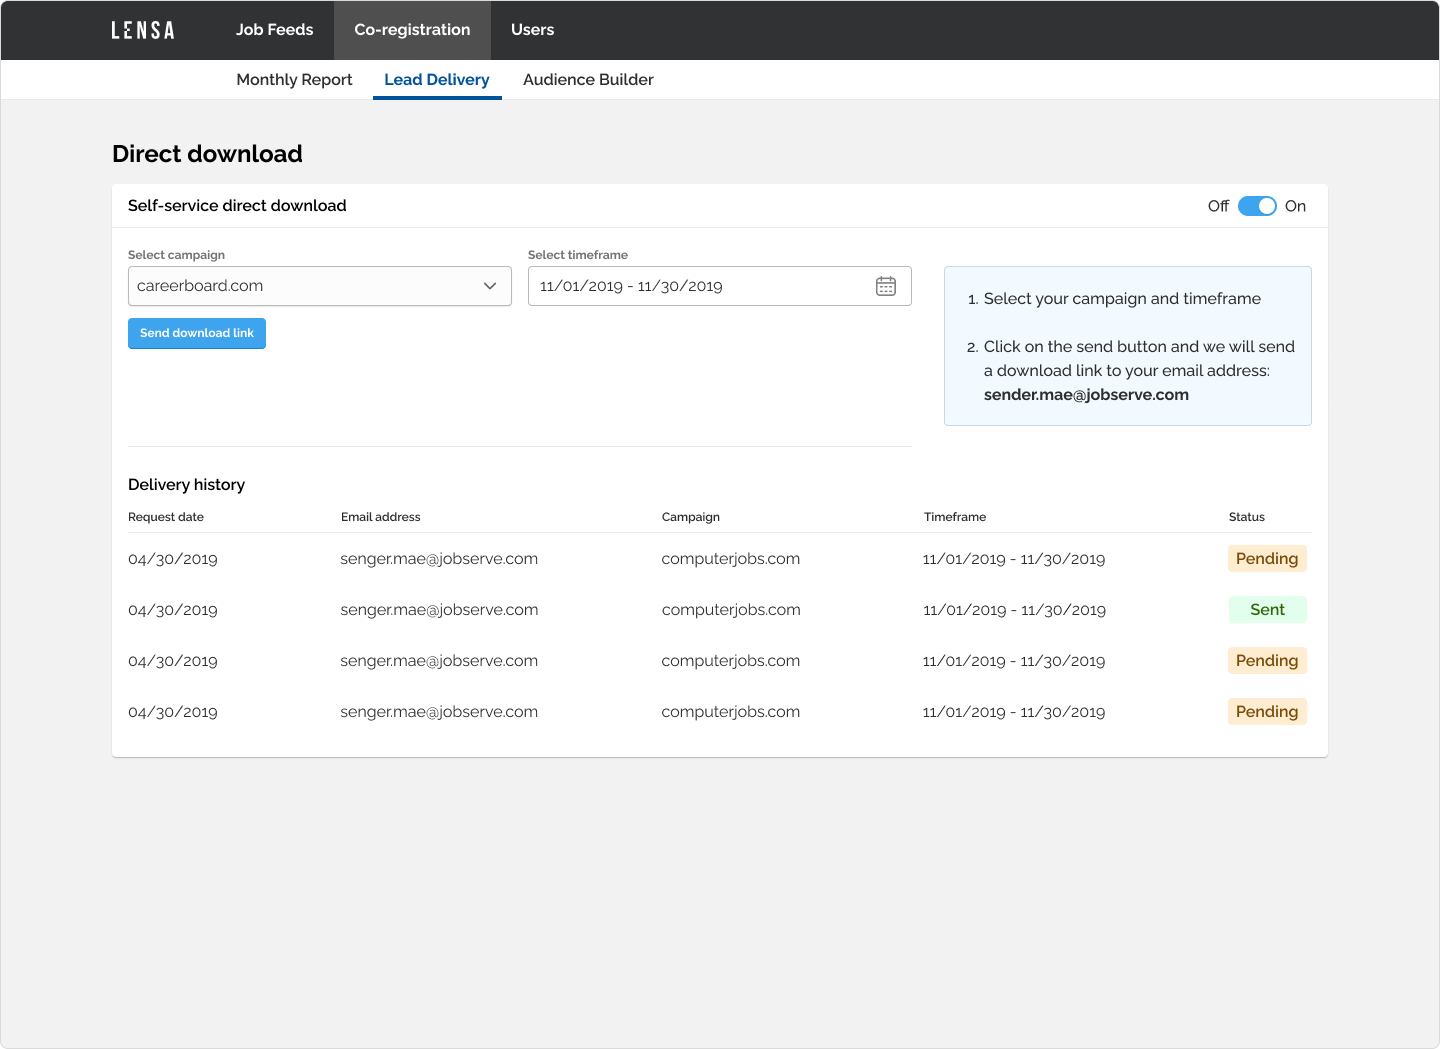 LENSA Job Feeds Co-registration Users
Monthly Report Lead Delivery Audience Builder
Direct download
Self-service direct download Off On
Select campaign Select timeframe
careerboard.com 11/01/2019 - 11/30/2019
Send download link
1. Select your campaign and timeframe
2. Click on the send button and we will send
a download link to your email address:
sender.mae@jobserve.com
Delivery history
Request date Email address Campaign Timeframe Status
04/30/2019 senger.mae@jobserve.com computerjobs.com 11/01/2019 - 11/30/2019 Pending
04/30/2019 senger.mae@jobserve.com computerjobs.com 11/01/2019 - 11/30/2019 Sent
04/30/2019 senger.mae@jobserve.com computerjobs.com 11/01/2019 - 11/30/2019 Pending
04/30/2019 senger.mae@jobserve.com computerjobs.com 11/01/2019 - 11/30/2019 Pending